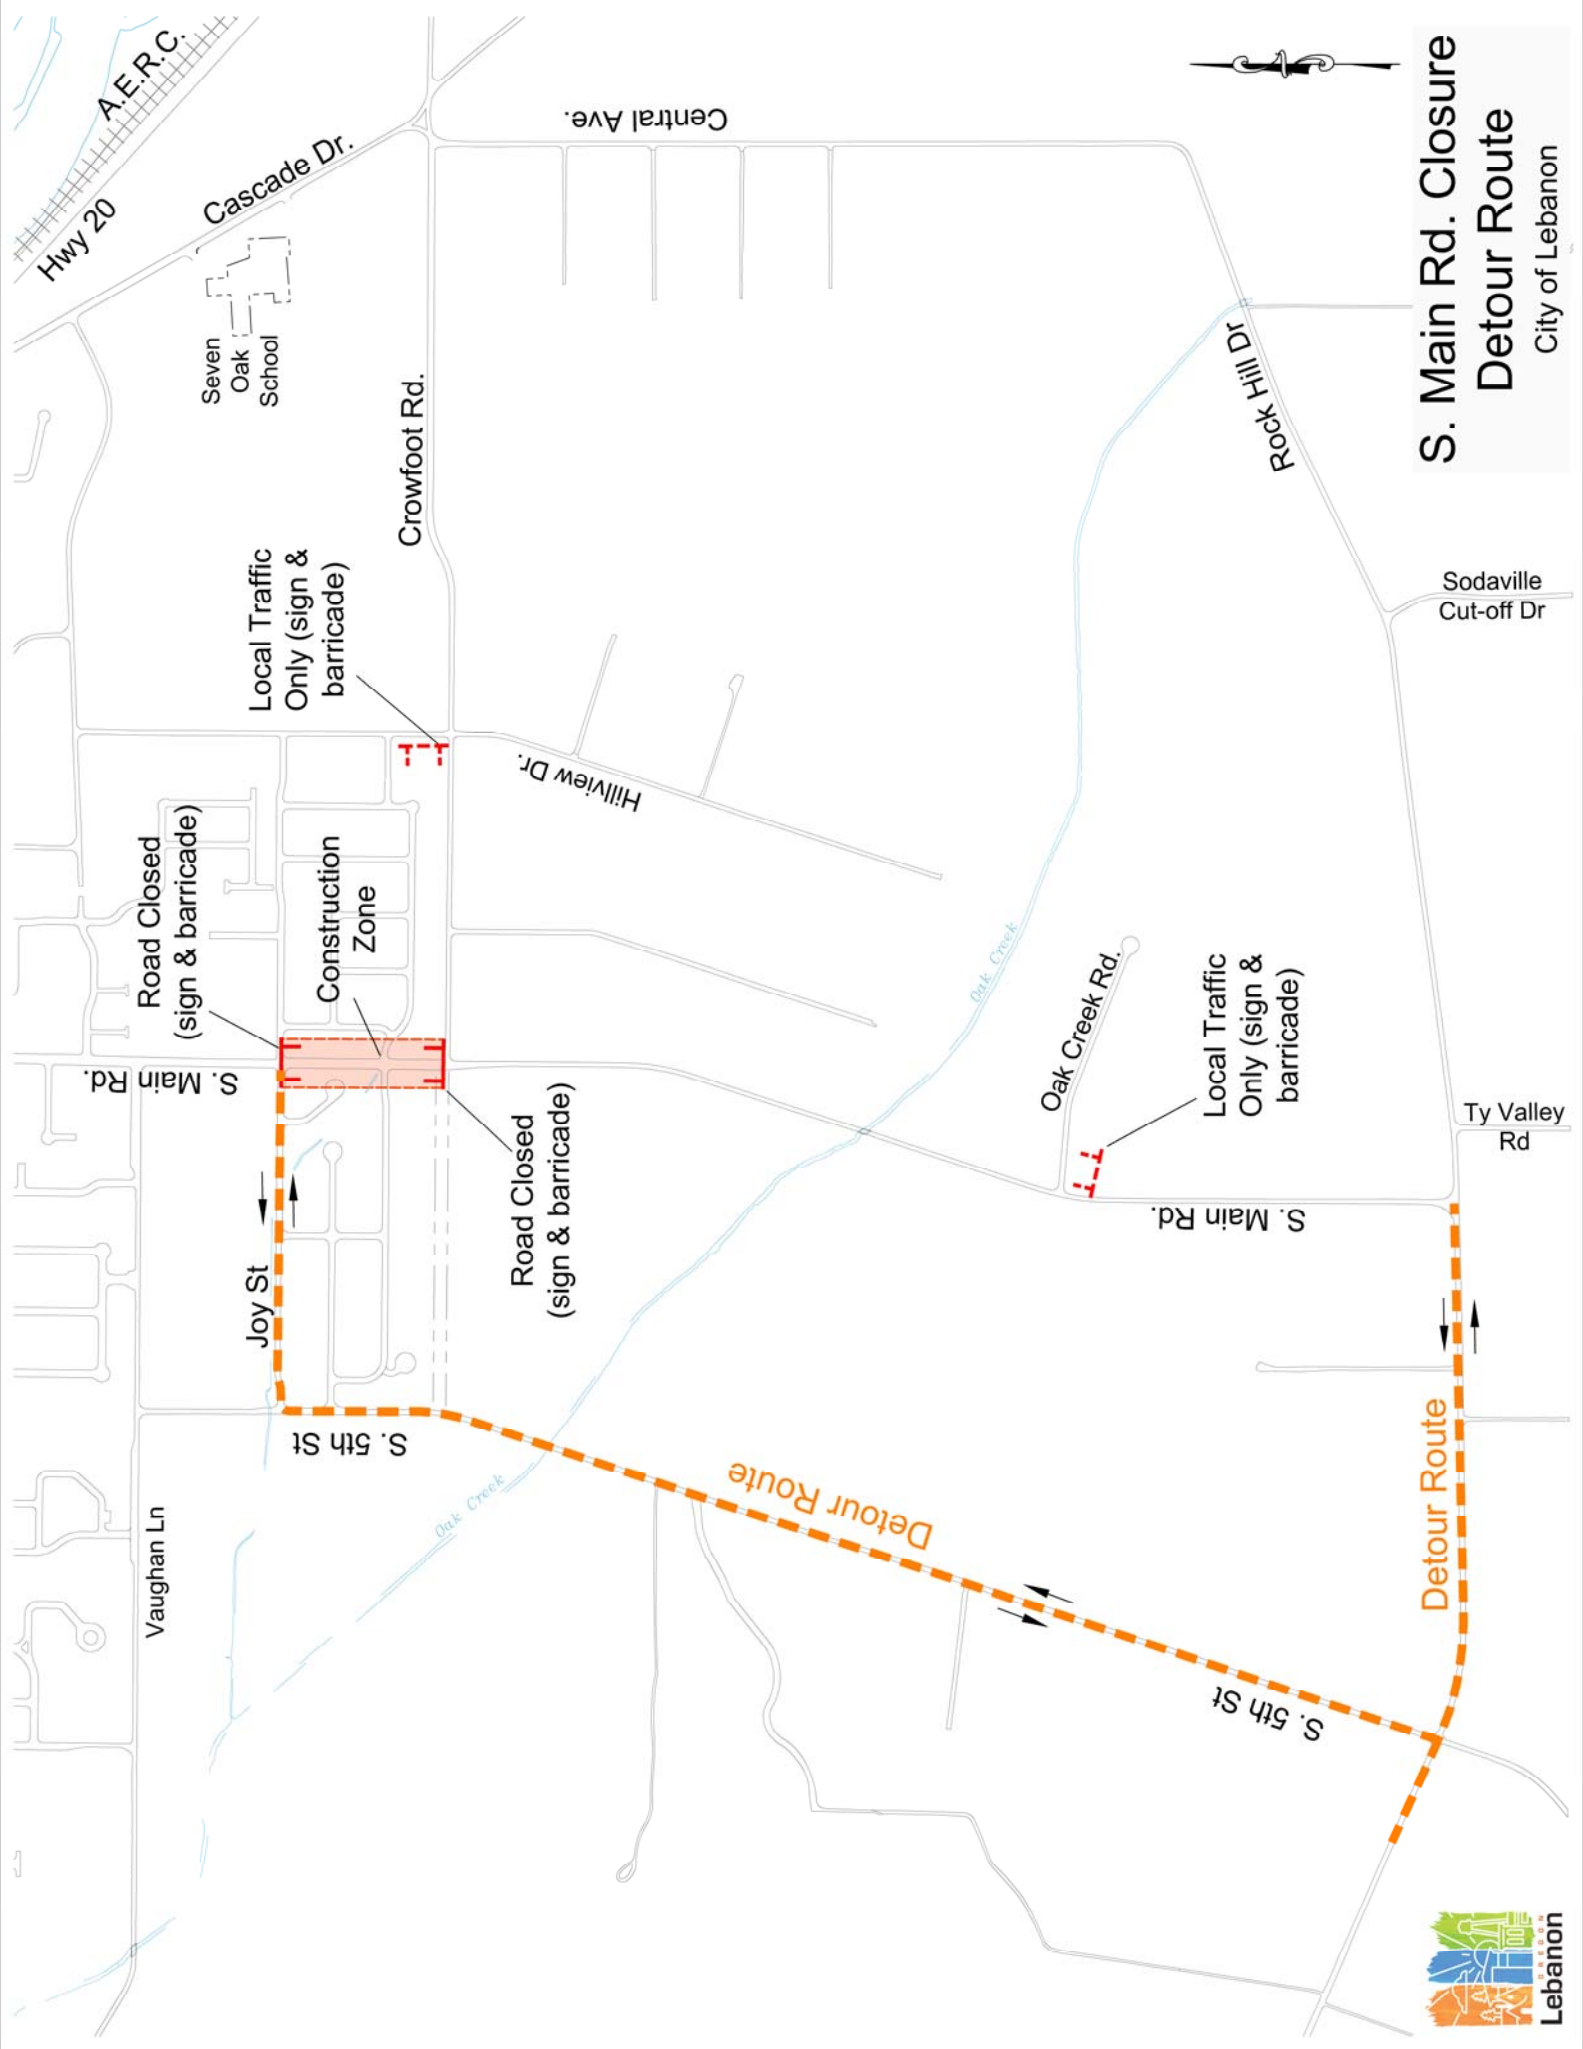 S. Main Rd. Closure
Detour Route
City of Lebanon
A.E.R.C.
Hwy 20
Cascade Dr.
Central Ave.
Seven
Oak
School
Crowfoot Rd.
Rock Hill Dr
Local Traffic
Only (sign &
barricade)
Sodaville
Cut-off Dr
Hillview Dr.
Road Closed
(sign & barricade)
Construction
Zone
Oak Creek
Oak Creek Rd.
Local Traffic
Only (sign &
barricade)
S. Main Rd.
Road Closed
(sign & barricade)
Ty Valley
Rd
S. Main Rd.
Joy St
S. 5th St
Oak Creek
Detour Route
Detour Route
Vaughan Ln
S. 5th St
OREGON
Lebanon